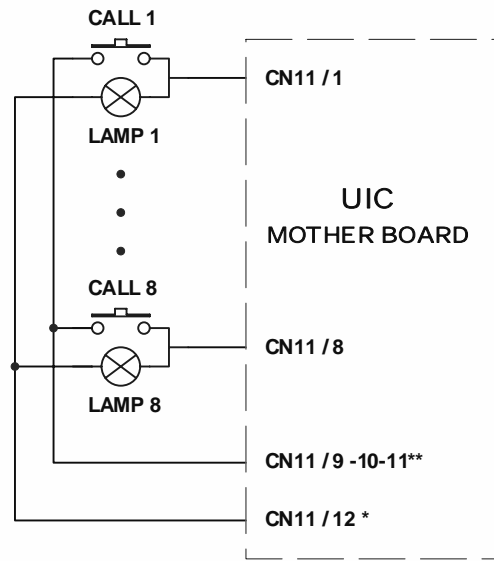 CALL 1
CN11 / 1
LAMP 1
UIC
MOTHER BOARD
CALL 8
CN11 / 8
LAMP 8
CN11 / 9 -10-11**
CN11 / 12 *